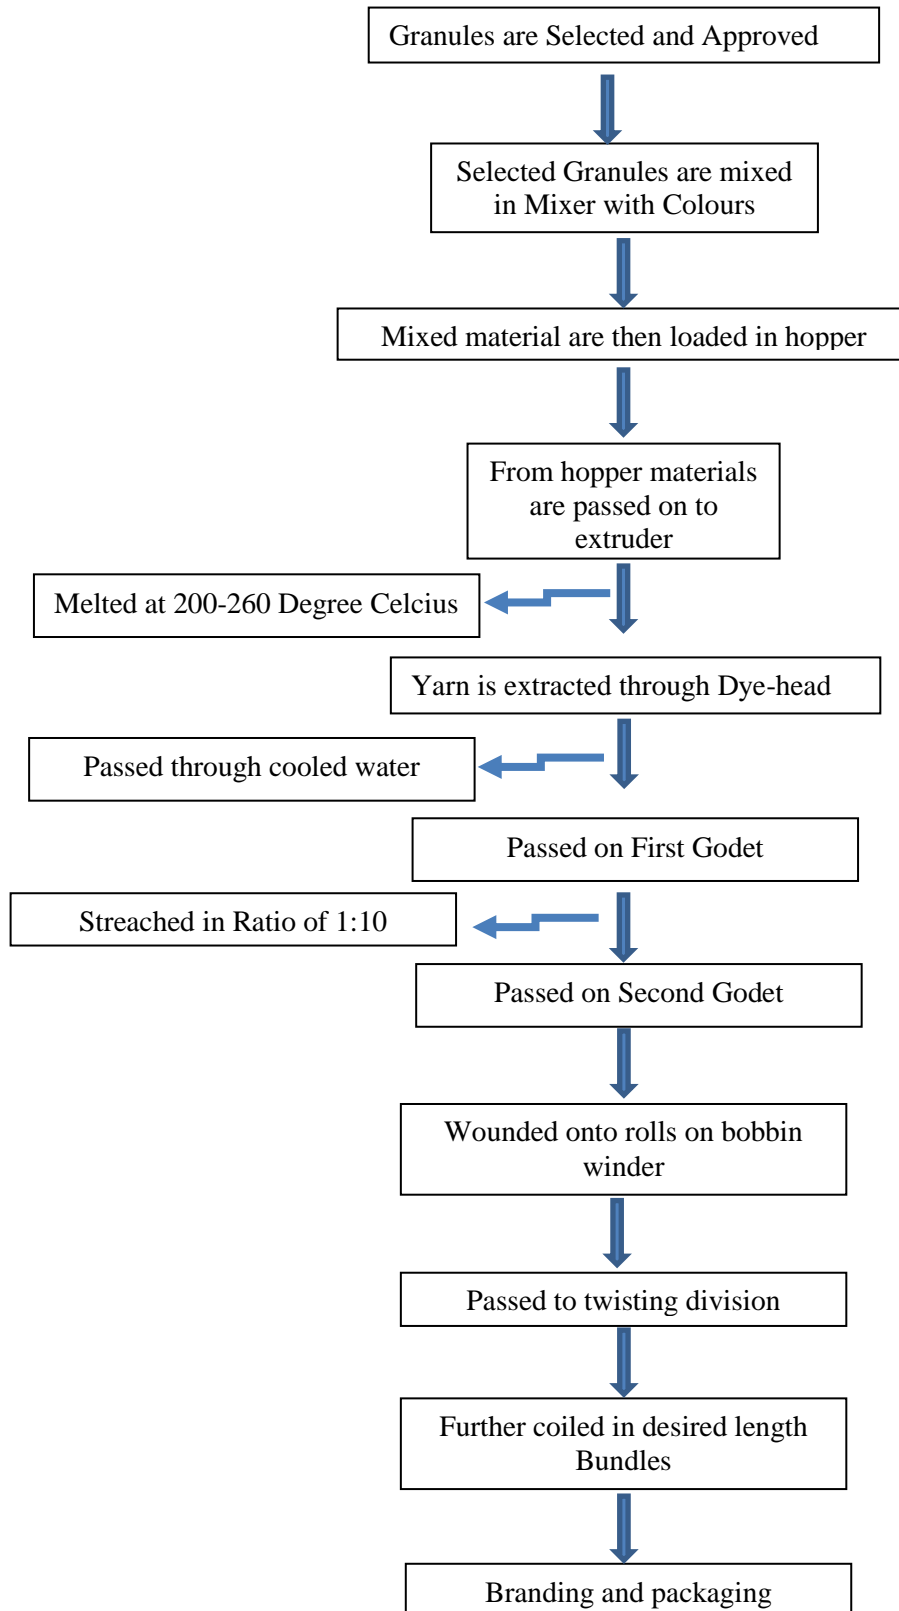 Granules are Selected and Approved
Selected Granules are mixed
in Mixer with Colours
Mixed material are then loaded in hopper
From hopper materials
are passed on to
extruder
Melted at 200-260 Degree Celcius
Yarn is extracted through Dye-head
Passed through cooled water
Passed on First Godet
Streached in Ratio of 1:10
Passed on Second Godet
Wounded onto rolls on bobbin
winder
Passed to twisting division
Further coiled in desired length
Bundles
Branding and packaging